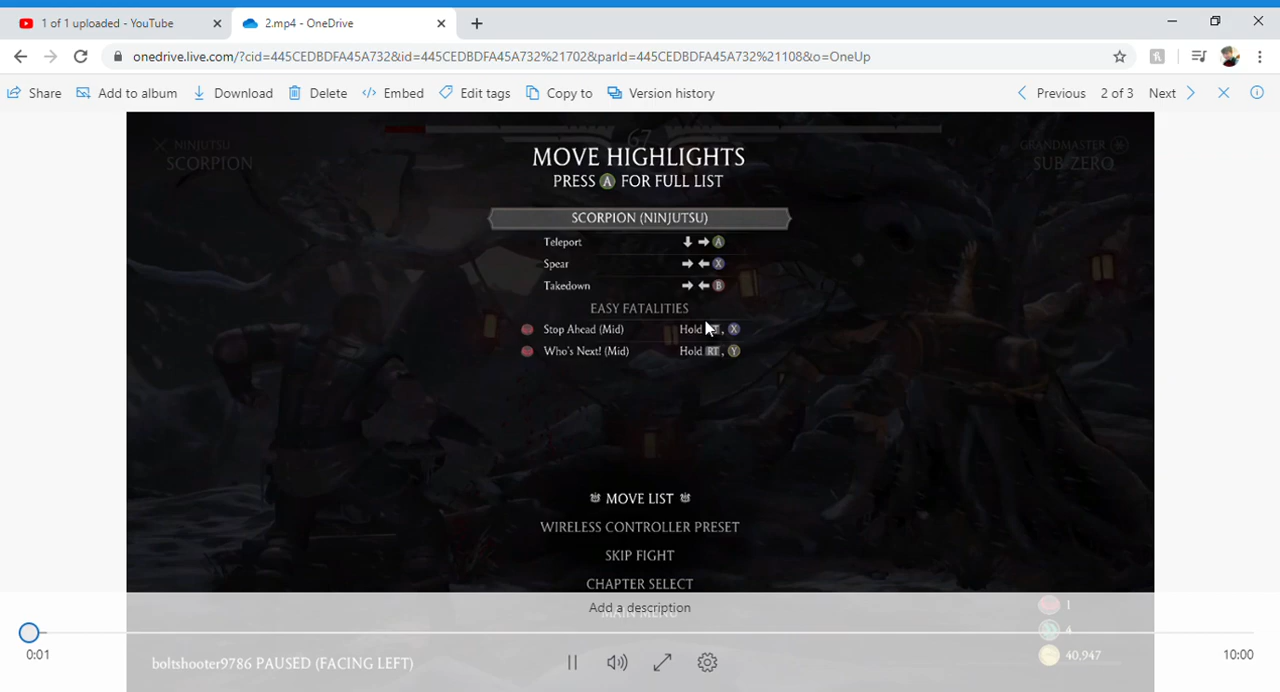 1 of 1 uploaded - YouTube
2.mp4 - OneDrive
onedrive.live.com/?cid=445CEDBDFA45A732&id=445CEDBDFA45A732%21702&parId=445CEDBDFA45A732%21108&o=OneUp
Share Add to album Download Delete Embed Edit tags Copy to Version history Previous 2 of 3 Next
NINJUTSU
SCORPION
67
GRANDMASTER
SUB-ZERO
MOVE HIGHLIGHTS
PRESS A FOR FULL LIST
SCORPION (NINJUTSU)
Teleport A
Spear X
Takedown B
EASY FATALITIES
Stop Ahead (Mid) Hold , X
Who's Next! (Mid) Hold RT , Y
MOVE LIST
WIRELESS CONTROLLER PRESET
SKIP FIGHT
CHAPTER SELECT
Add a description
MAIN MENU
1
4
40,947
0:01
10:00
boltshooter9786 PAUSED (FACING LEFT)